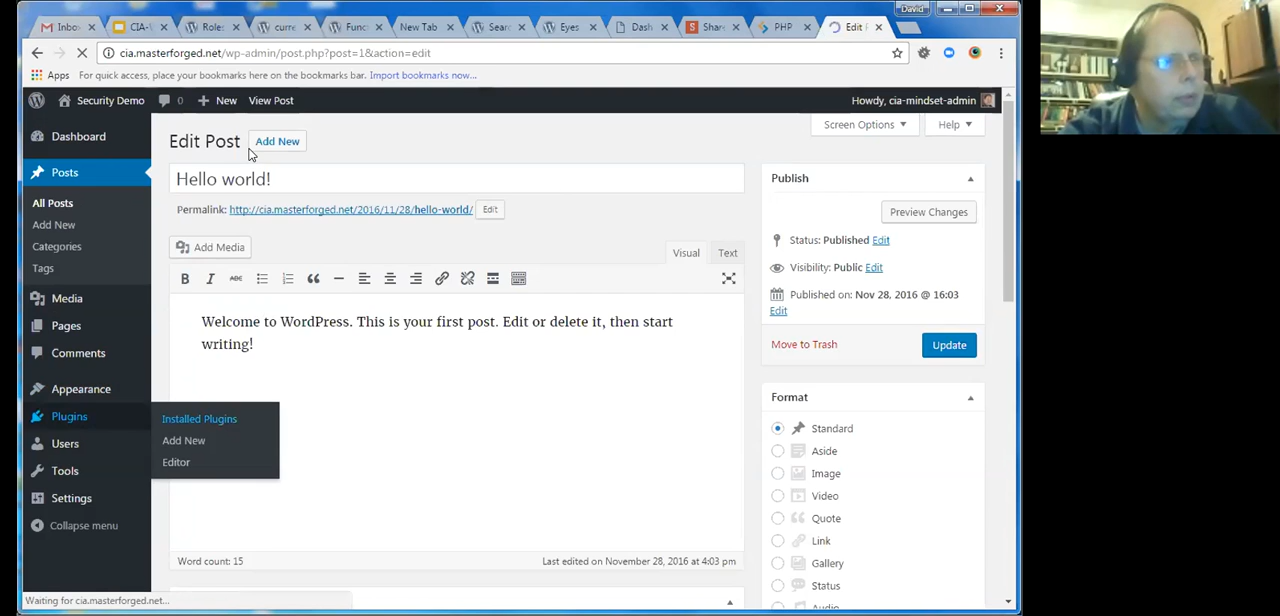 David
Inbo
CIA-W
Roles
curre
Funct
New Tab
Searc
Eyes
Dash
Share
PHP
Edit P
cia.masterforged.net/wp-admin/post.php?post=1&action=edit
Apps For quick access, place your bookmarks here on the bookmarks bar. Import bookmarks now...
Security Demo 0 New View Post Howdy, cia-mindset-admin
Screen Options Help
Dashboard
Posts
All Posts
Add New
Categories
Tags
Media
Pages
Comments
Appearance
Plugins
Users
Tools
Settings
Collapse menu
Installed Plugins
Add New
Editor
Edit Post Add New
Hello world!
Permalink: http://cia.masterforged.net/2016/11/28/hello-world/ Edit
Add Media
Visual Text
B I ABC
Welcome to WordPress. This is your first post. Edit or delete it, then start
writing!
Word count: 15 Last edited on November 28, 2016 at 4:03 pm
Publish
Preview Changes
Status: Published Edit
Visibility: Public Edit
Published on: Nov 28, 2016 @ 16:03
Edit
Move to Trash Update
Format
Standard
Aside
Image
Video
Quote
Link
Gallery
Status
Audio
Waiting for cia.masterforged.net...